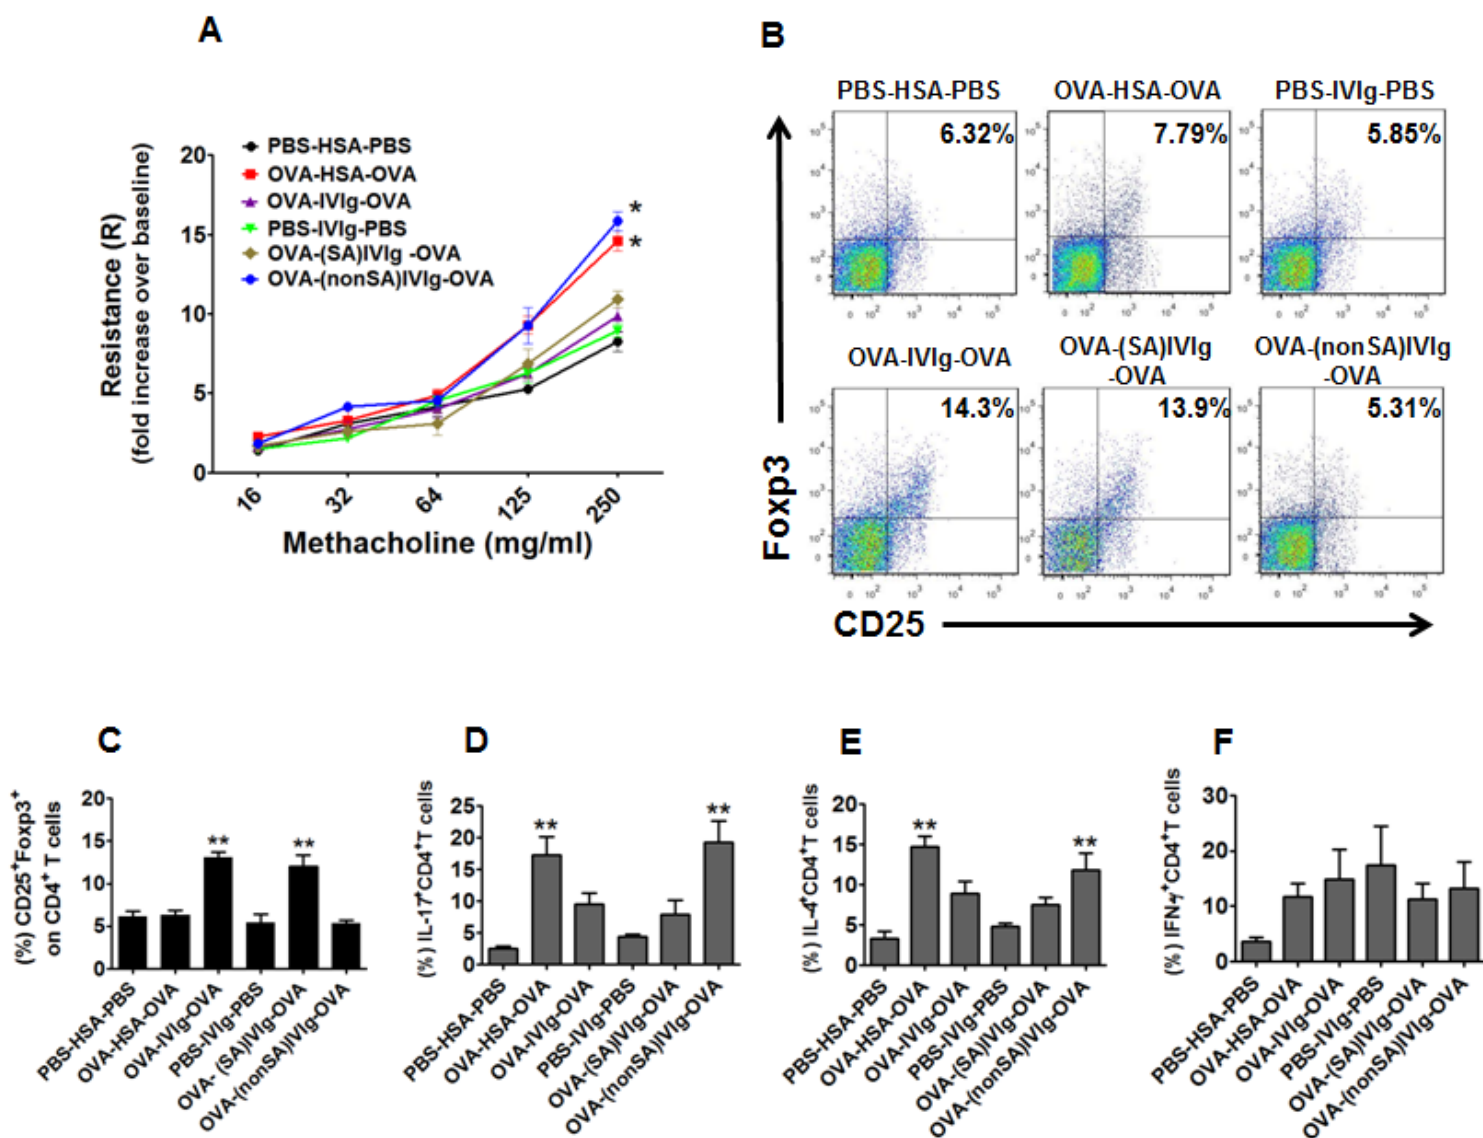 A
Resistance (R)
(fold increase over baseline)
20
15
10
5
0
PBS-HSA-PBS
OVA-HSA-OVA
OVA-IVIg-OVA
PBS-IVIg-PBS
OVA-(SA)IVIg -OVA
OVA-(nonSA)IVIg-OVA
*
*
16
32
64
125
250
Methacholine (mg/ml)
B
PBS-HSA-PBS
OVA-HSA-OVA
PBS-IVIg-PBS
6.32%
7.79%
5.85%
OVA-IVIg-OVA
OVA-(SA)IVIg
-OVA
OVA-(nonSA)IVIg
-OVA
14.3%
13.9%
5.31%
Foxp3
CD25
C
(%) CD25⁺Foxp3⁺
on CD4⁺ T cells
20
15
10
5
0
**
**
PBS-HSA-PBS
OVA-HSA-OVA
OVA-IVIg-OVA
PBS-IVIg-PBS
OVA- (SA)IVIg-OVA
OVA-(nonSA)IVIg-OVA
D
(%) IL-17⁺CD4⁺T cells
25
20
15
10
5
0
**
**
PBS-HSA-PBS
OVA-HSA-OVA
OVA-IVIg-OVA
PBS-IVIg-PBS
OVA-(SA)IVIg-OVA
OVA-(nonSA)IVIg-OVA
E
(%) IL-4⁺CD4⁺T cells
20
15
10
5
0
**
**
PBS-HSA-PBS
OVA-HSA-OVA
OVA-IVIg-OVA
PBS-IVIg-PBS
OVA-(SA)IVIg-OVA
OVA-(nonSA)IVIg-OVA
F
(%) IFNγ⁺CD4⁺T cells
30
20
10
0
PBS-HSA-PBS
OVA-HSA-OVA
OVA-IVIg-OVA
PBS-IVIg-PBS
OVA-(SA)IVIg-OVA
OVA-(nonSA)IVIg-OVA